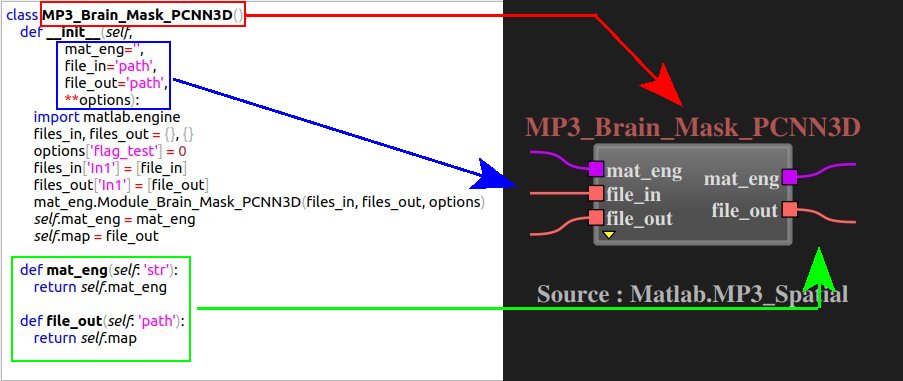 class MP3_Brain_Mask_PCNN3D()
def __init__(self,
mat_eng='',
file_in='path',
file_out='path',
**options):
import matlab.engine
files_in, files_out = {}, {}
options['flag_test'] = 0
files_in['In1'] = [file_in]
files_out['In1'] = [file_out]
mat_eng.Module_Brain_Mask_PCNN3D(files_in, files_out, options)
self.mat_eng = mat_eng
self.map = file_out
def mat_eng(self: 'str'):
return self.mat_eng
def file_out(self: 'path'):
return self.map
MP3_Brain_Mask_PCNN3D
mat_eng
file_in
file_out
mat_eng
file_out
Source : Matlab.MP3_Spatial